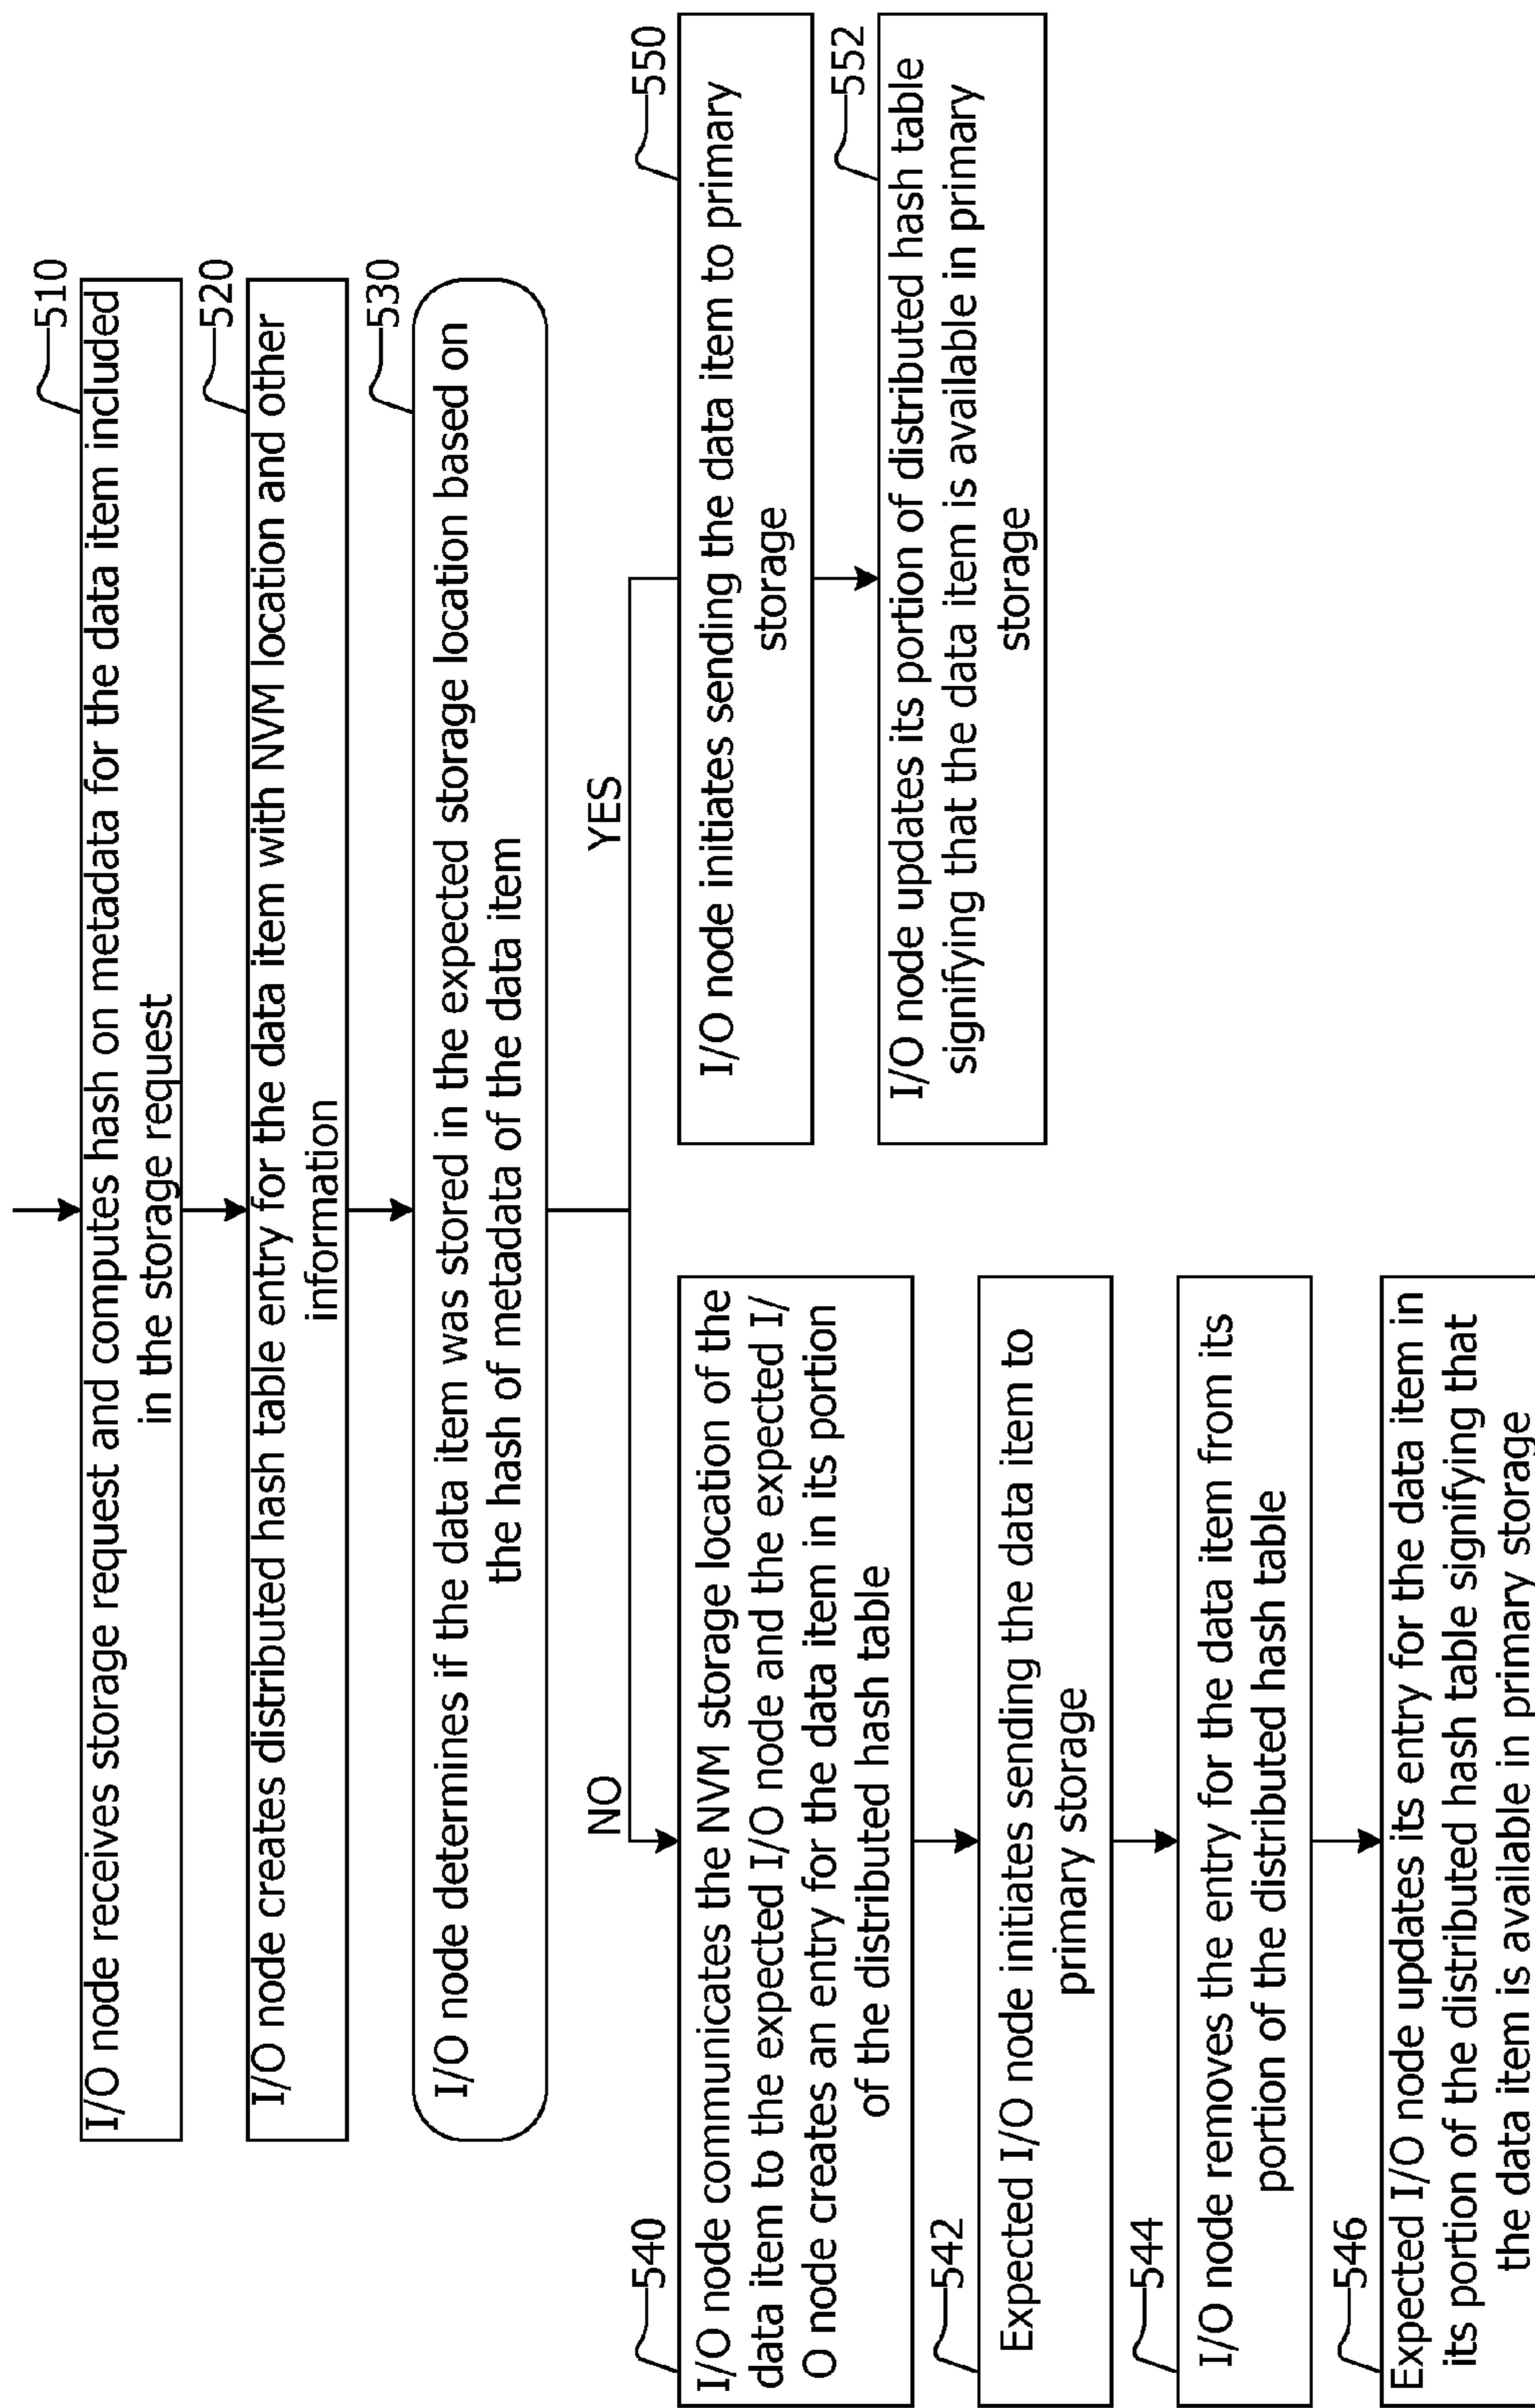 510
I/O node receives storage request and computes hash on metadata for the data item included
in the storage request
520
I/O node creates distributed hash table entry for the data item with NVM location and other
information
530
I/O node determines if the data item was stored in the expected storage location based on
the hash of metadata of the data item
NO
YES
540
I/O node communicates the NVM storage location of the
data item to the expected I/O node and the expected I/
O node creates an entry for the data item in its portion
of the distributed hash table
542
Expected I/O node initiates sending the data item to
primary storage
544
I/O node removes the entry for the data item from its
portion of the distributed hash table
546
Expected I/O node updates its entry for the data item in
its portion of the distributed hash table signifying that
the data item is available in primary storage
550
I/O node initiates sending the data item to primary
storage
552
I/O node updates its portion of distributed hash table
signifying that the data item is available in primary
storage